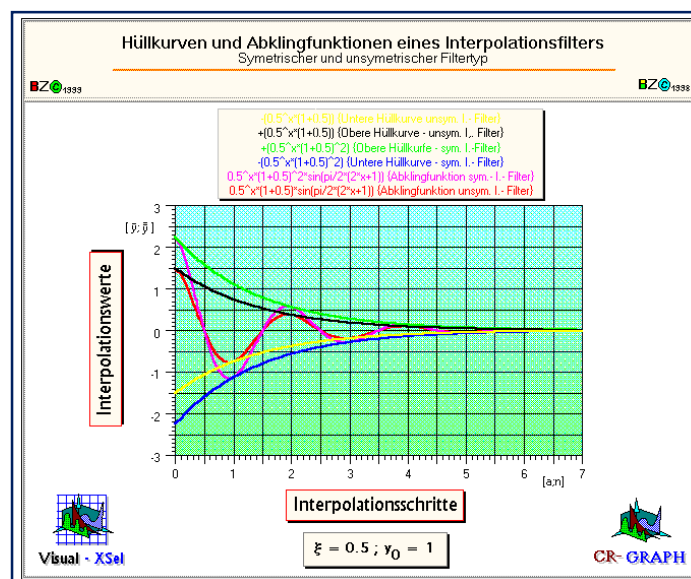 Hüllkurven und Abklingfunktionen eines Interpolationsfilters
Symetrischer und unsymetrischer Filtertyp
BZ©1999
BZ©1998
-(0.5^x*(1+0.5)) {Untere Hüllkurve unsym. I.- Filter}
+(0.5^x*(1+0.5)) {Obere Hüllkurve - unsym. I,. Filter}
+(0.5^x*(1+0.5)^2) {Obere Hüllkurfe - sym. I.- Filter}
-(0.5^x*(1+0.5)^2) {Untere Hüllkurve - sym. I.- Filter}
0.5^x*(1+0.5)^2*sin(pi/2*(2*x+1)) {Abklingfunktion sym.- I.- Filter}
0.5^x*(1+0.5)*sin(pi/2*(2*x+1)) {Abklingfunktion unsym. I.- Filter}
[ ȳ; ȳ ]
3
2
1
0
-1
-2
-3
Interpolationswerte
0 1 2 3 4 5 6 7
[a;n]
Interpolationsschritte
ξ = 0.5 ; y0 = 1
Visual - XSel
CR- GRAPH